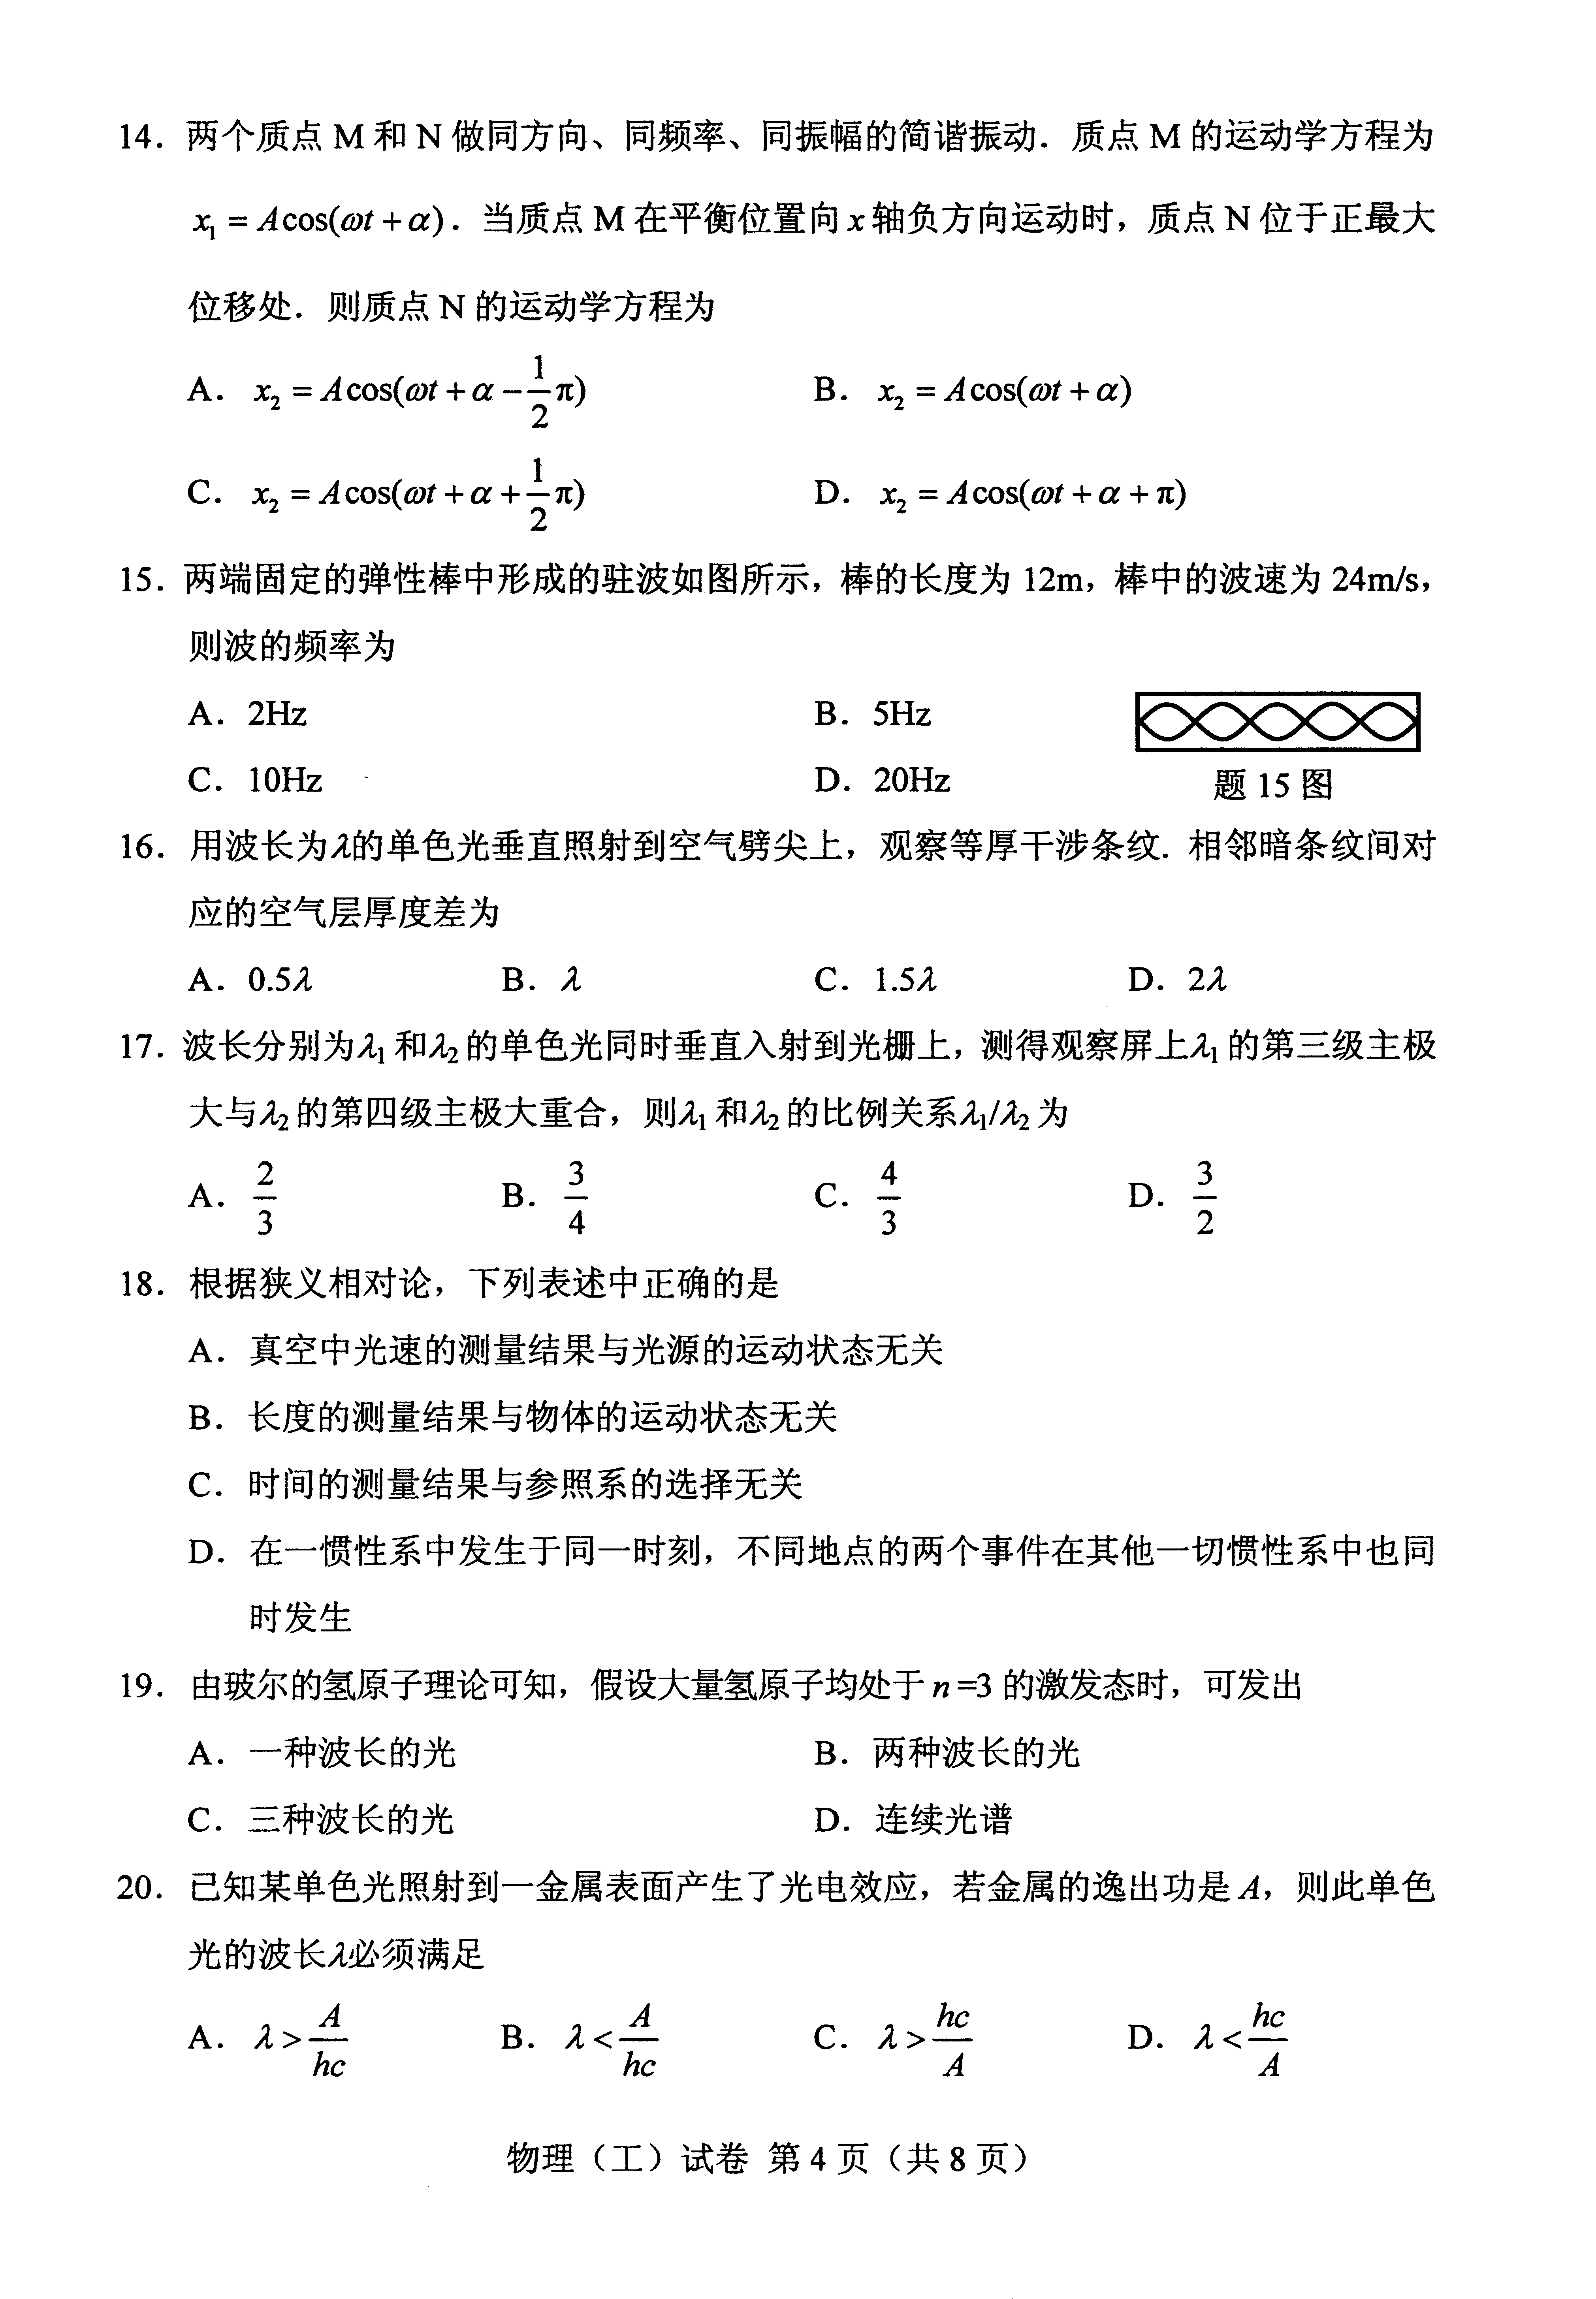 14．两个质点 M 和 N 做同方向、同频率、同振幅的简谐振动．质点 M 的运动学方程为
x₁ = Acos(ωt + α)．当质点 M 在平衡位置向 x 轴负方向运动时，质点 N 位于正最大
位移处．则质点 N 的运动学方程为
A． x₂ = Acos(ωt + α − 1/2 π) B． x₂ = Acos(ωt + α)
C． x₂ = Acos(ωt + α + 1/2 π) D． x₂ = Acos(ωt + α + π)
15．两端固定的弹性棒中形成的驻波如图所示，棒的长度为 12m，棒中的波速为 24m/s，
则波的频率为
A．2Hz B．5Hz
C．10Hz D．20Hz
题 15 图
16．用波长为λ的单色光垂直照射到空气劈尖上，观察等厚干涉条纹. 相邻暗条纹间对
应的空气层厚度差为
A．0.5λ B．λ C．1.5λ D．2λ
17．波长分别为λ₁ 和λ₂ 的单色光同时垂直入射到光栅上，测得观察屏上λ₁ 的第三级主极
大与λ₂ 的第四级主极大重合，则λ₁ 和λ₂ 的比例关系λ₁/λ₂ 为
A．2/3 B．3/4 C．4/3 D．3/2
18．根据狭义相对论，下列表述中正确的是
A．真空中光速的测量结果与光源的运动状态无关
B．长度的测量结果与物体的运动状态无关
C．时间的测量结果与参照系的选择无关
D．在一惯性系中发生于同一时刻，不同地点的两个事件在其他一切惯性系中也同
时发生
19．由玻尔的氢原子理论可知，假设大量氢原子均处于 n =3 的激发态时，可发出
A．一种波长的光 B．两种波长的光
C．三种波长的光 D．连续光谱
20．已知某单色光照射到一金属表面产生了光电效应，若金属的逸出功是 A，则此单色
光的波长λ必须满足
A．λ > A/hc B．λ < A/hc C．λ > hc/A D．λ < hc/A
物理（工）试卷 第 4 页（共 8 页）